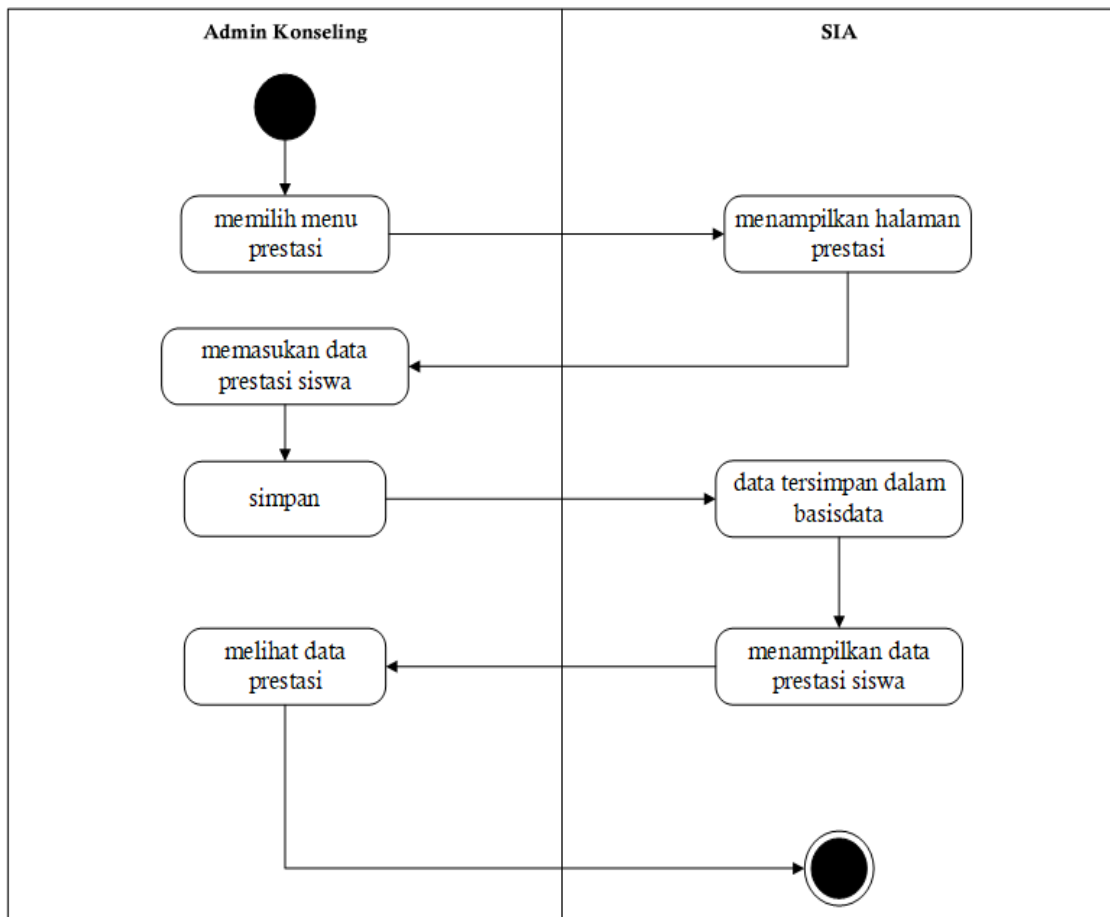 Admin Konseling
SIA
memilih menu
prestasi
menampilkan halaman
prestasi
memasukan data
prestasi siswa
simpan
data tersimpan dalam
basisdata
menampilkan data
prestasi siswa
melihat data
prestasi